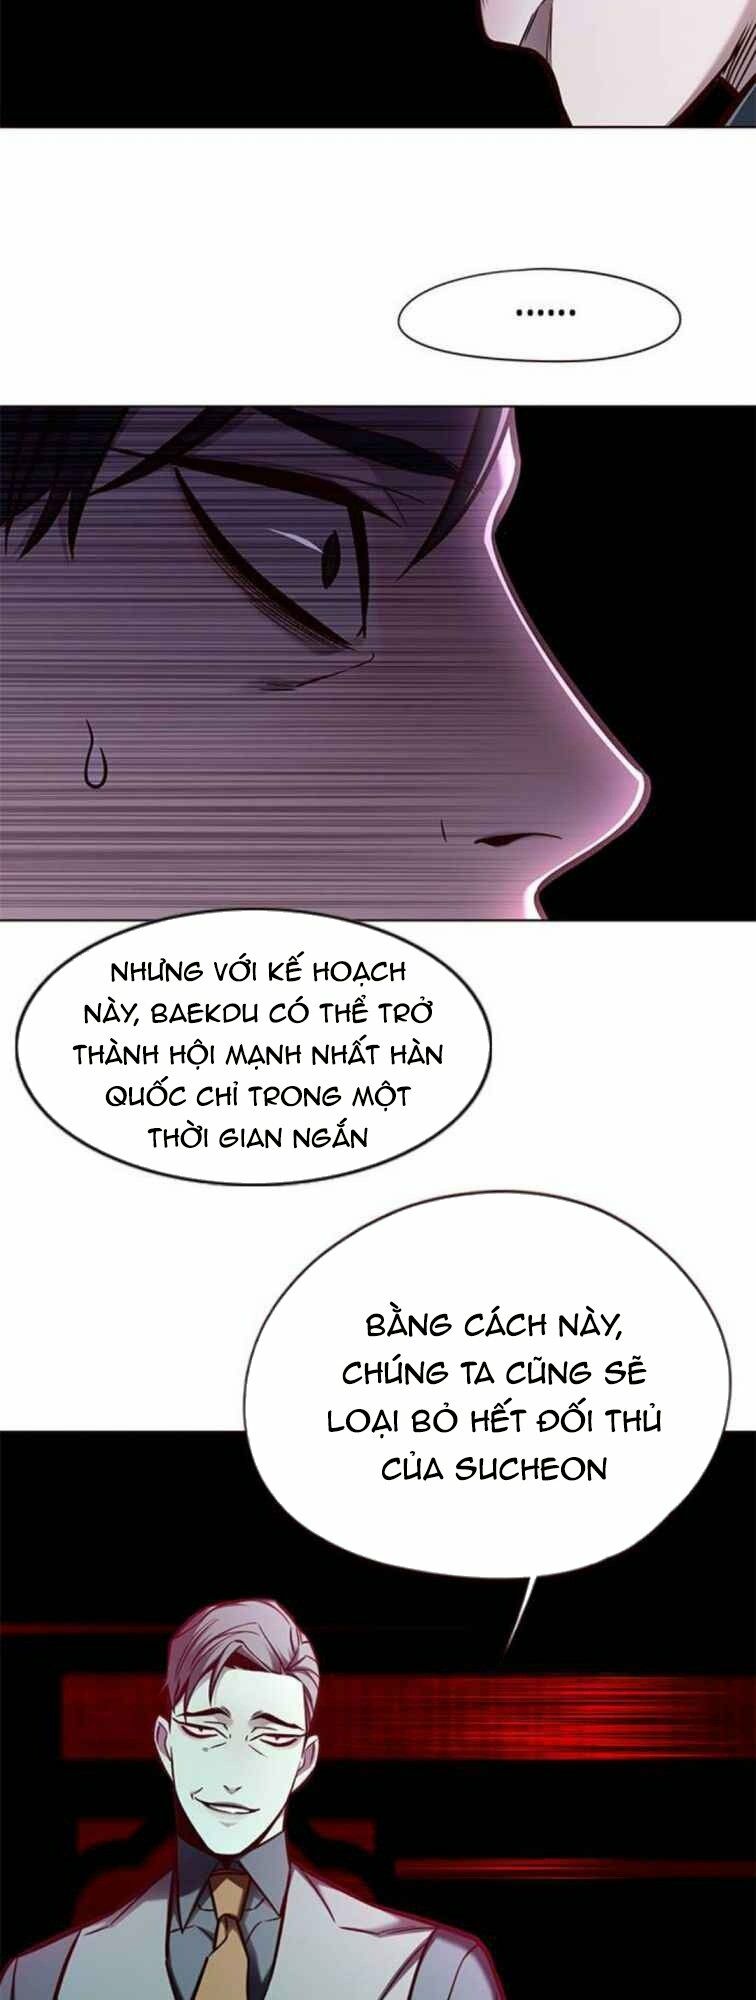 ......
NHƯNG VỚI KẾ HOẠCH
NÀY, BAEKDU CÓ THỂ TRỞ
THÀNH HỘI MẠNH NHẤT HÀN
QUỐC CHỈ TRONG MỘT
THỜI GIAN NGẮN
BẰNG CÁCH NÀY,
CHÚNG TA CŨNG SẼ
LOẠI BỎ HẾT ĐỐI THỦ
CỦA SUCHEON